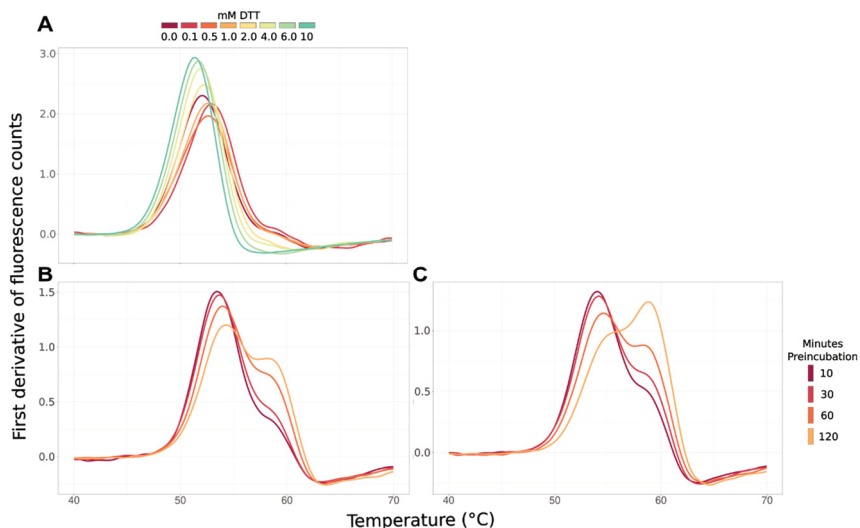 A
mM DTT
0.0 0.1 0.5 1.0 2.0 4.0 6.0 10
3.0
2.0
1.0
0.0
First derivative of fluorescence counts
B
1.5
1.0
0.5
0.0
40 50 60 70
C
1.0
0.5
0.0
40 50 60 70
Minutes
Preincubation
10
30
60
120
Temperature (°C)